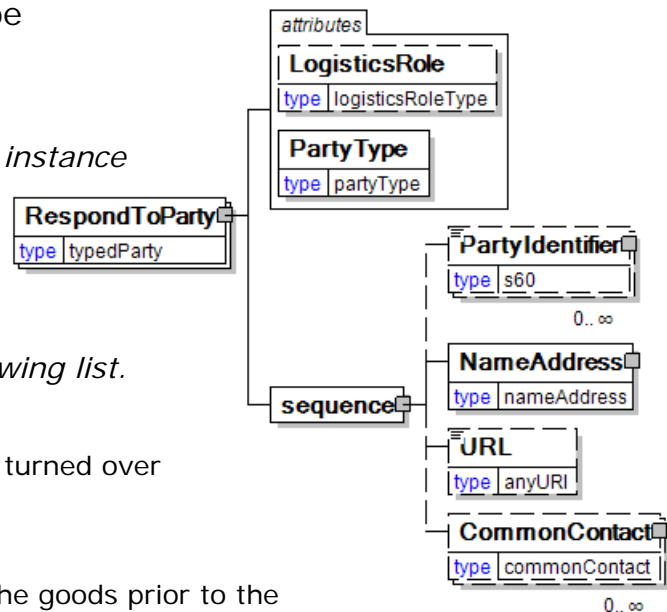 pe
instance
wing list.
turned over
he goods prior to the
attributes
LogisticsRole
type logisticsRoleType
PartyType
type partyType
RespondToParty
type typedParty
sequence
PartyIdentifier
type s60
0.. ∞
NameAddress
type nameAddress
URL
type anyURI
CommonContact
type commonContact
0.. ∞